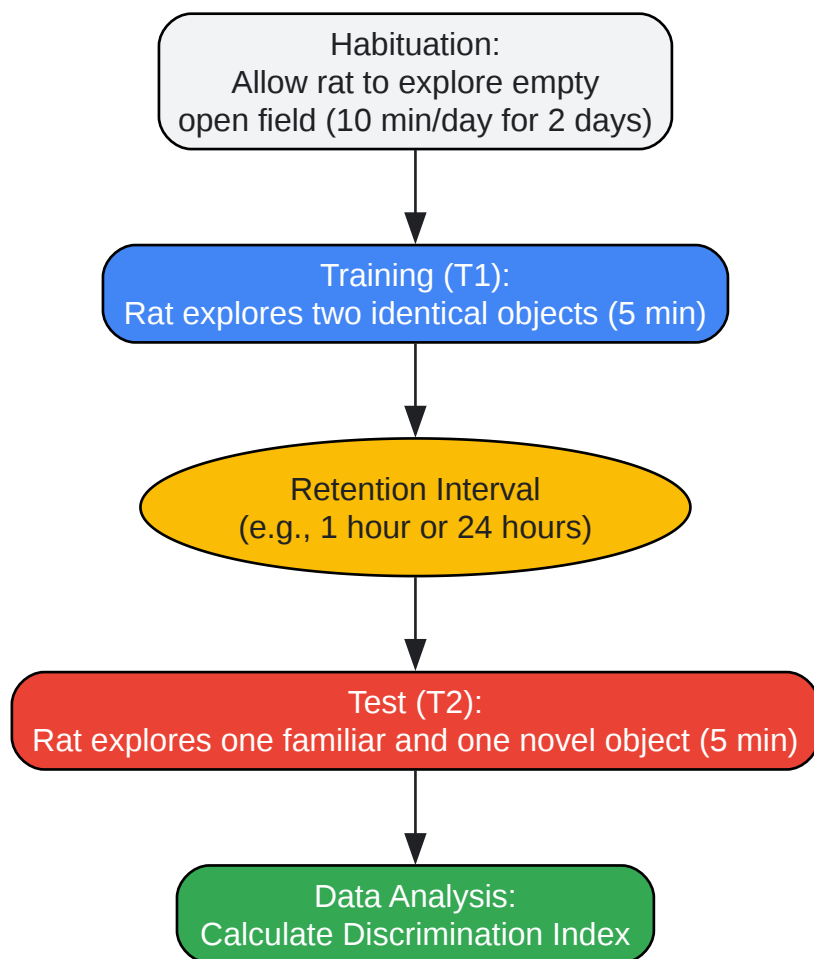 Habituation:
Allow rat to explore empty
open field (10 min/day for 2 days)
Training (T1):
Rat explores two identical objects (5 min)
Retention Interval
(e.g., 1 hour or 24 hours)
Test (T2):
Rat explores one familiar and one novel object (5 min)
Data Analysis:
Calculate Discrimination Index